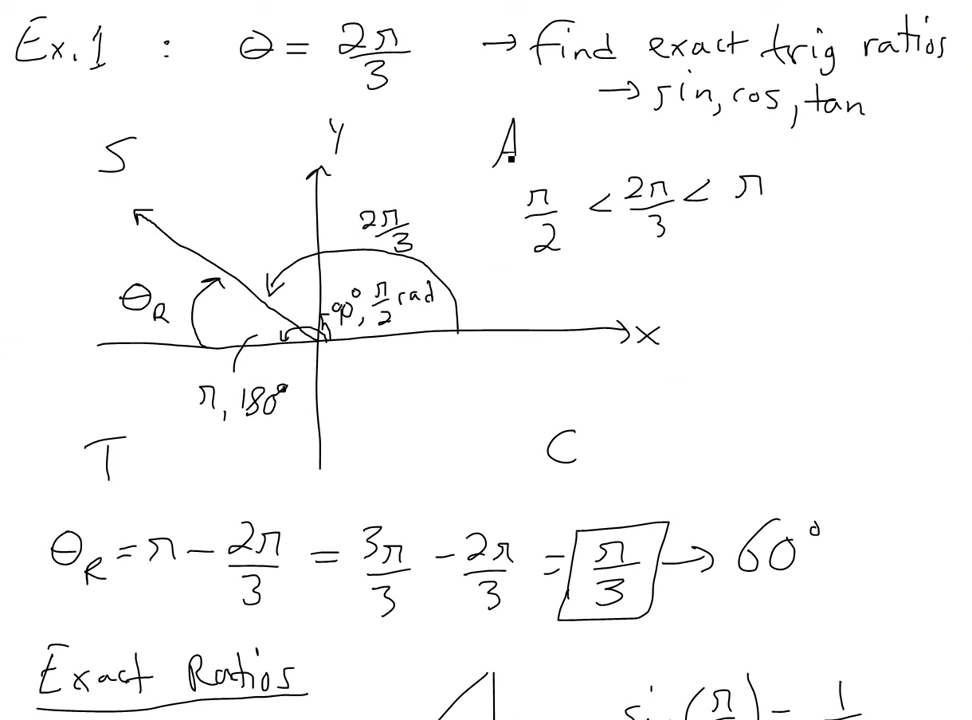 Ex. 1 : θ = 2π/3 → find exact trig ratios
→ sin, cos, tan
S
y
A
π/2 < 2π/3 < π
2π/3
θR
90°, π/2 rad
x
π, 180°
T
C
θR = π − 2π/3 = 3π/3 − 2π/3 = π/3 → 60°
Exact Ratios